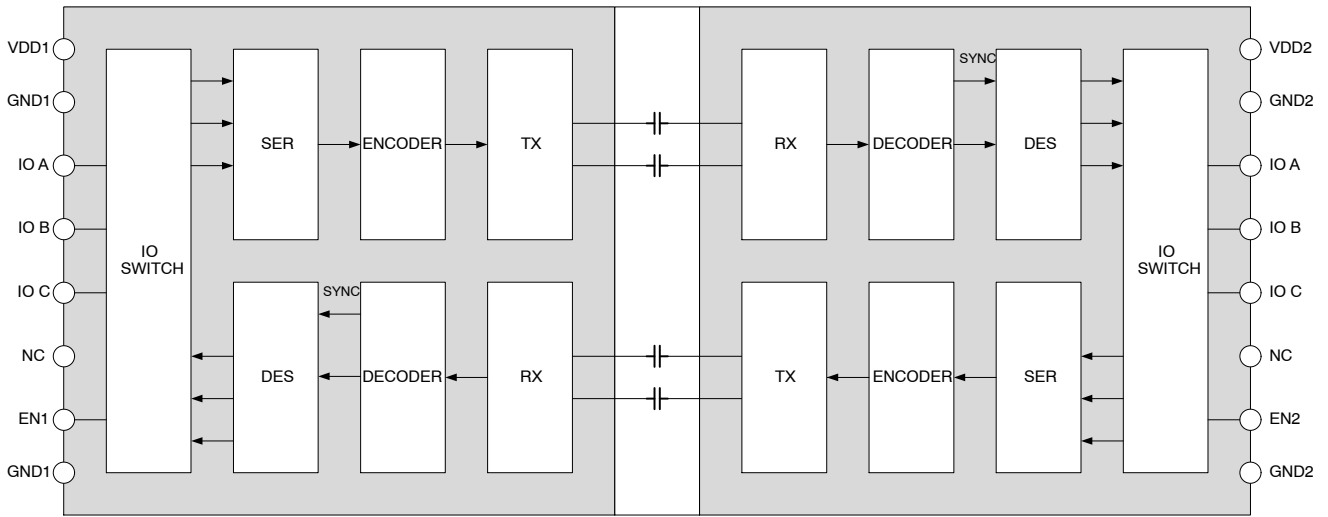 VDD1
GND1
IO A
IO B
IO C
NC
EN1
GND1
IO
SWITCH
SER
ENCODER
TX
DES
SYNC
DECODER
RX
RX
DECODER
SYNC
DES
TX
ENCODER
SER
IO
SWITCH
VDD2
GND2
IO A
IO B
IO C
NC
EN2
GND2